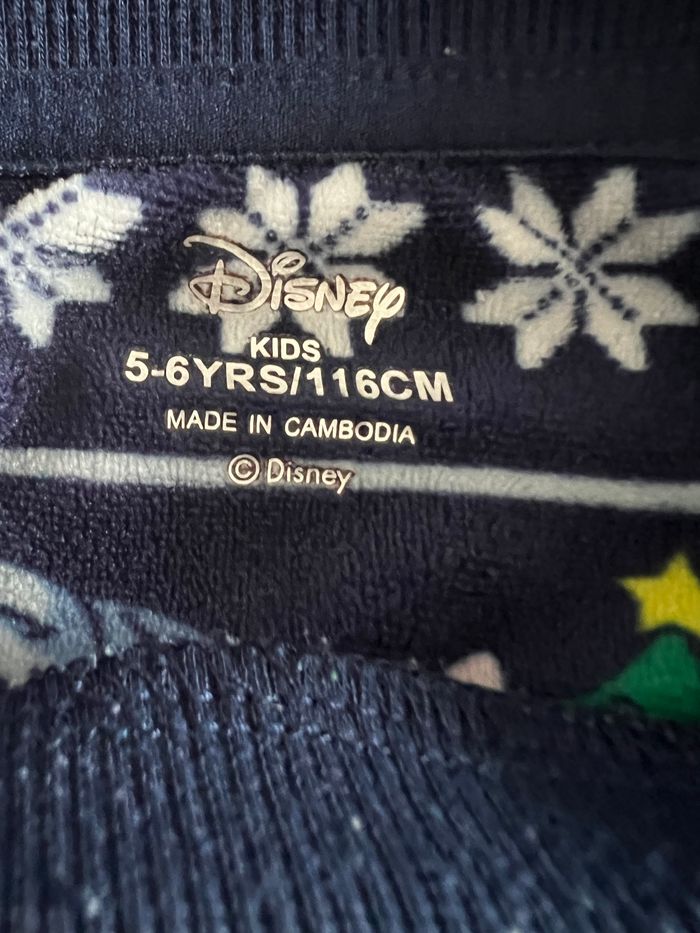 Disney
KIDS
5-6YRS/116CM
MADE IN CAMBODIA
© Disney